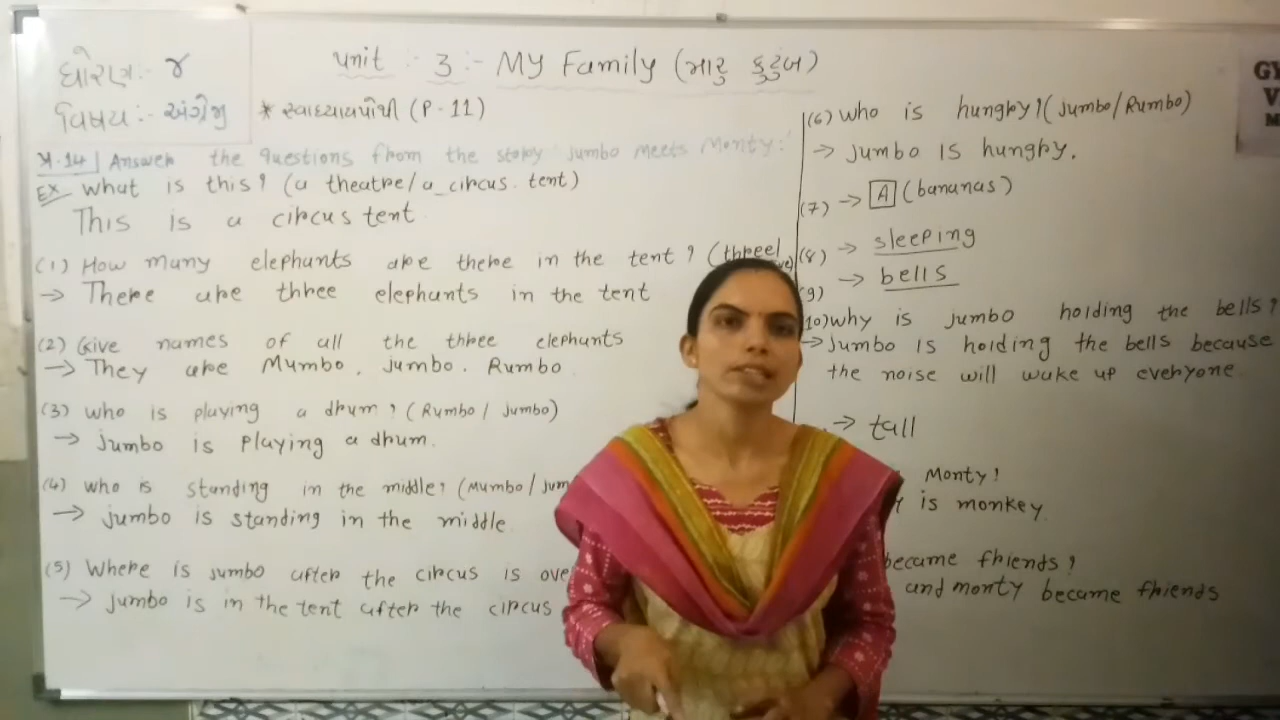 ધોરણ :- ૪
વિષય :- અંગ્રેજી
Unit :- 3 :- My Family (મારુ કુટુંબ)
* સ્વાધ્યાયપોથી (P-11)
પ્ર.14 Answer the questions from the story jumbo meets Monty :
Ex What is this? (a theatre/a circus tent)
This is a circus tent
(1) How many elephants are there in the tent? (three/
→ There are three elephants in the tent
(2) Give names of all the three elephants
→ They are Mumbo, jumbo. Rumbo.
(3) who is playing a drum? (Rumbo/jumbo)
→ jumbo is playing a drum.
(4) who is standing in the middle? (Mumbo/jum
→ jumbo is standing in the middle.
(5) Where is jumbo after the circus is ove
→ jumbo is in the tent after the circus
(6) Who is hungry? (Jumbo/Rumbo)
→ jumbo is hungry.
(7) → A (bananas)
(8) → sleeping
(9) → bells
(10) why is jumbo holding the bells?
→ jumbo is holding the bells because
the noise will wake up everyone
→ tall
Monty?
y is monkey.
became friends?
and monty became friends
GY
V
M